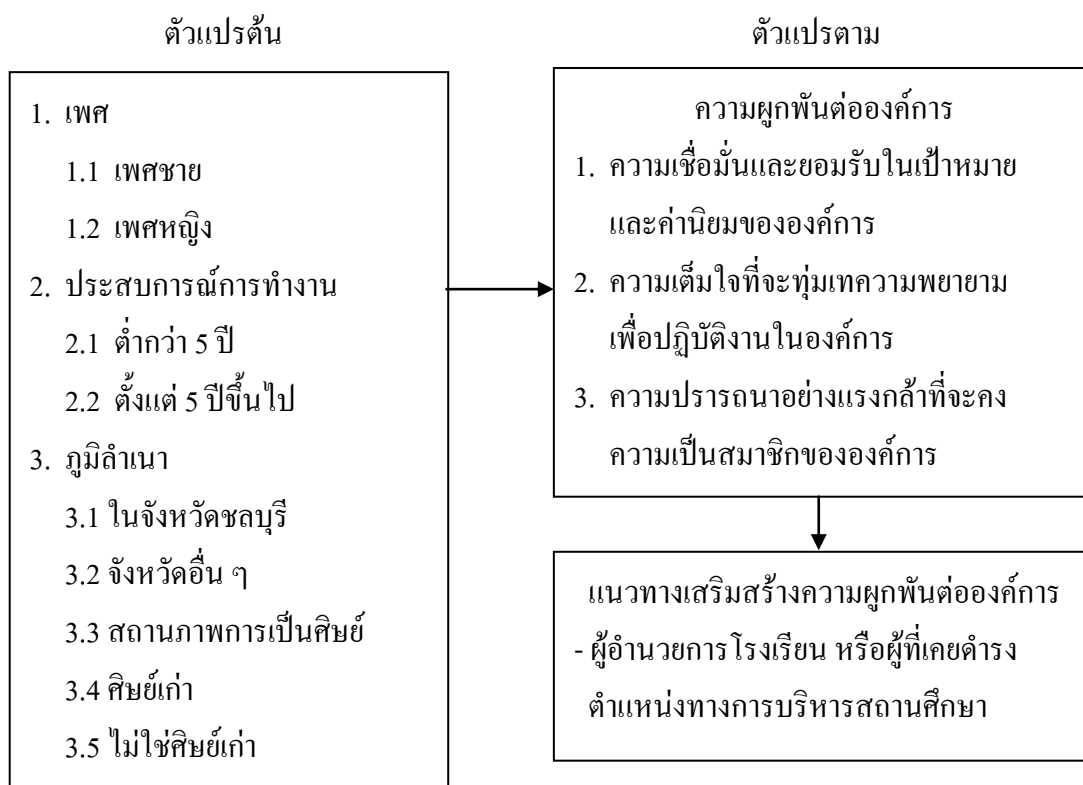 ตัวแปรต้น
1. เพศ
1.1 เพศชาย
1.2 เพศหญิง
2. ประสบการณ์การทำงาน
2.1 ต่ำกว่า 5 ปี
2.2 ตั้งแต่ 5 ปีขึ้นไป
3. ภูมิลำเนา
3.1 ในจังหวัดชลบุรี
3.2 จังหวัดอื่น ๆ
3.3 สถานภาพการเป็นศิษย์
3.4 ศิษย์เก่า
3.5 ไม่ใช่ศิษย์เก่า
ตัวแปรตาม
ความผูกพันต่อองค์การ
1. ความเชื่อมั่นและยอมรับในเป้าหมาย
และค่านิยมขององค์การ
2. ความเต็มใจที่จะทุ่มเทความพยายาม
เพื่อปฏิบัติงานในองค์การ
3. ความปรารถนาอย่างแรงกล้าที่จะคง
ความเป็นสมาชิกขององค์การ
แนวทางเสริมสร้างความผูกพันต่อองค์การ
- ผู้อำนวยการโรงเรียน หรือผู้ที่เคยดำรง
ตำแหน่งทางการบริหารสถานศึกษา